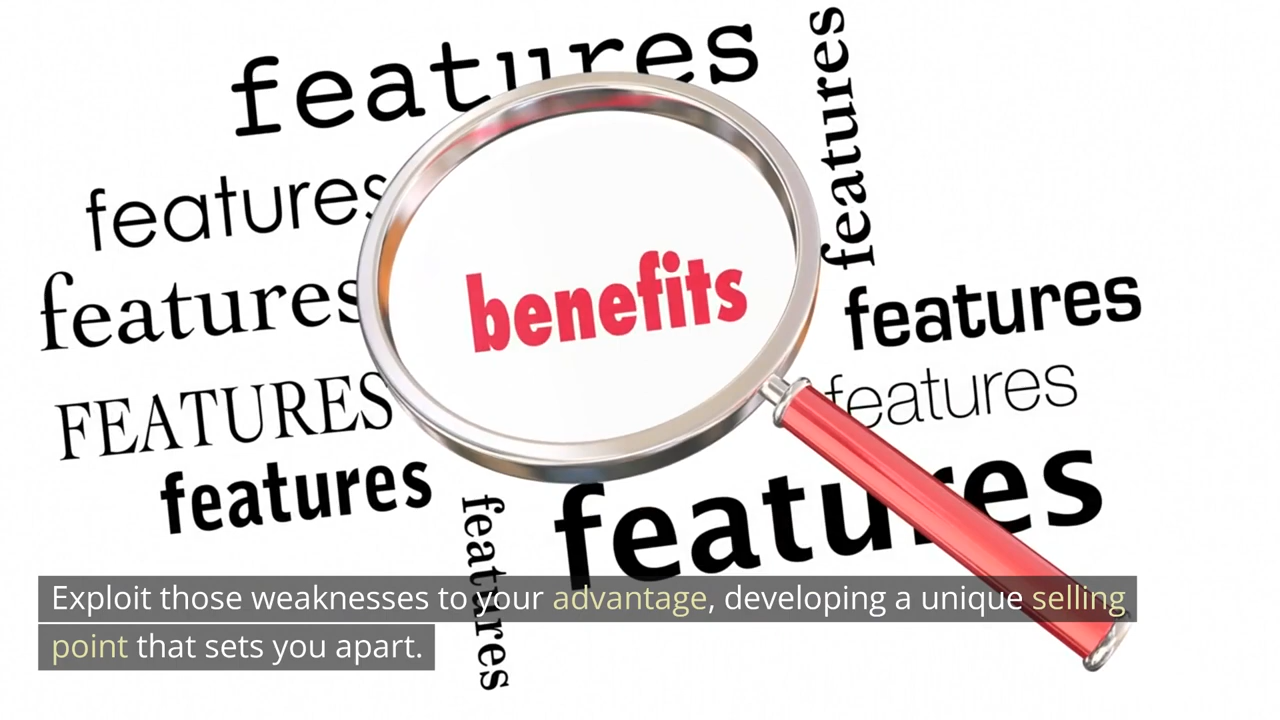 features
features
features
features
benefits
features
FEATURES
features
features
features
features
Exploit those weaknesses to your advantage, developing a unique selling
point that sets you apart.